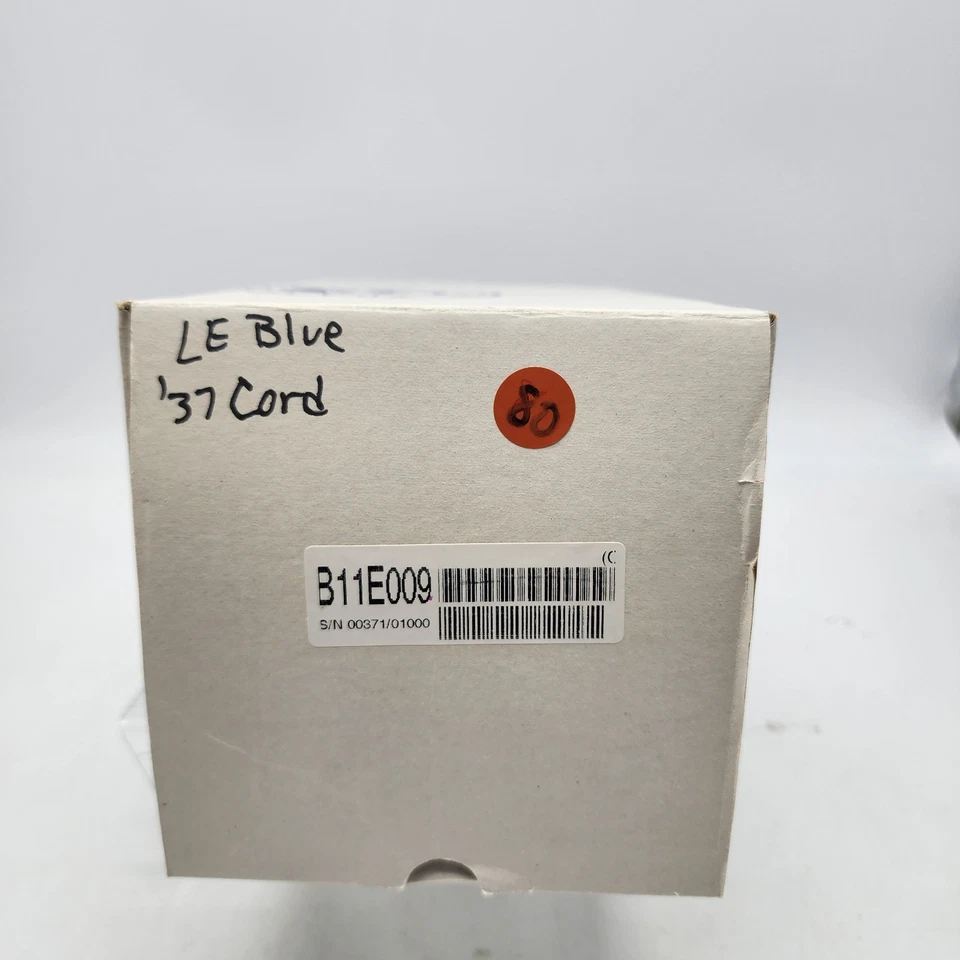 LE Blue
'37 Cord
80
B11E009
S/N 00371/01000